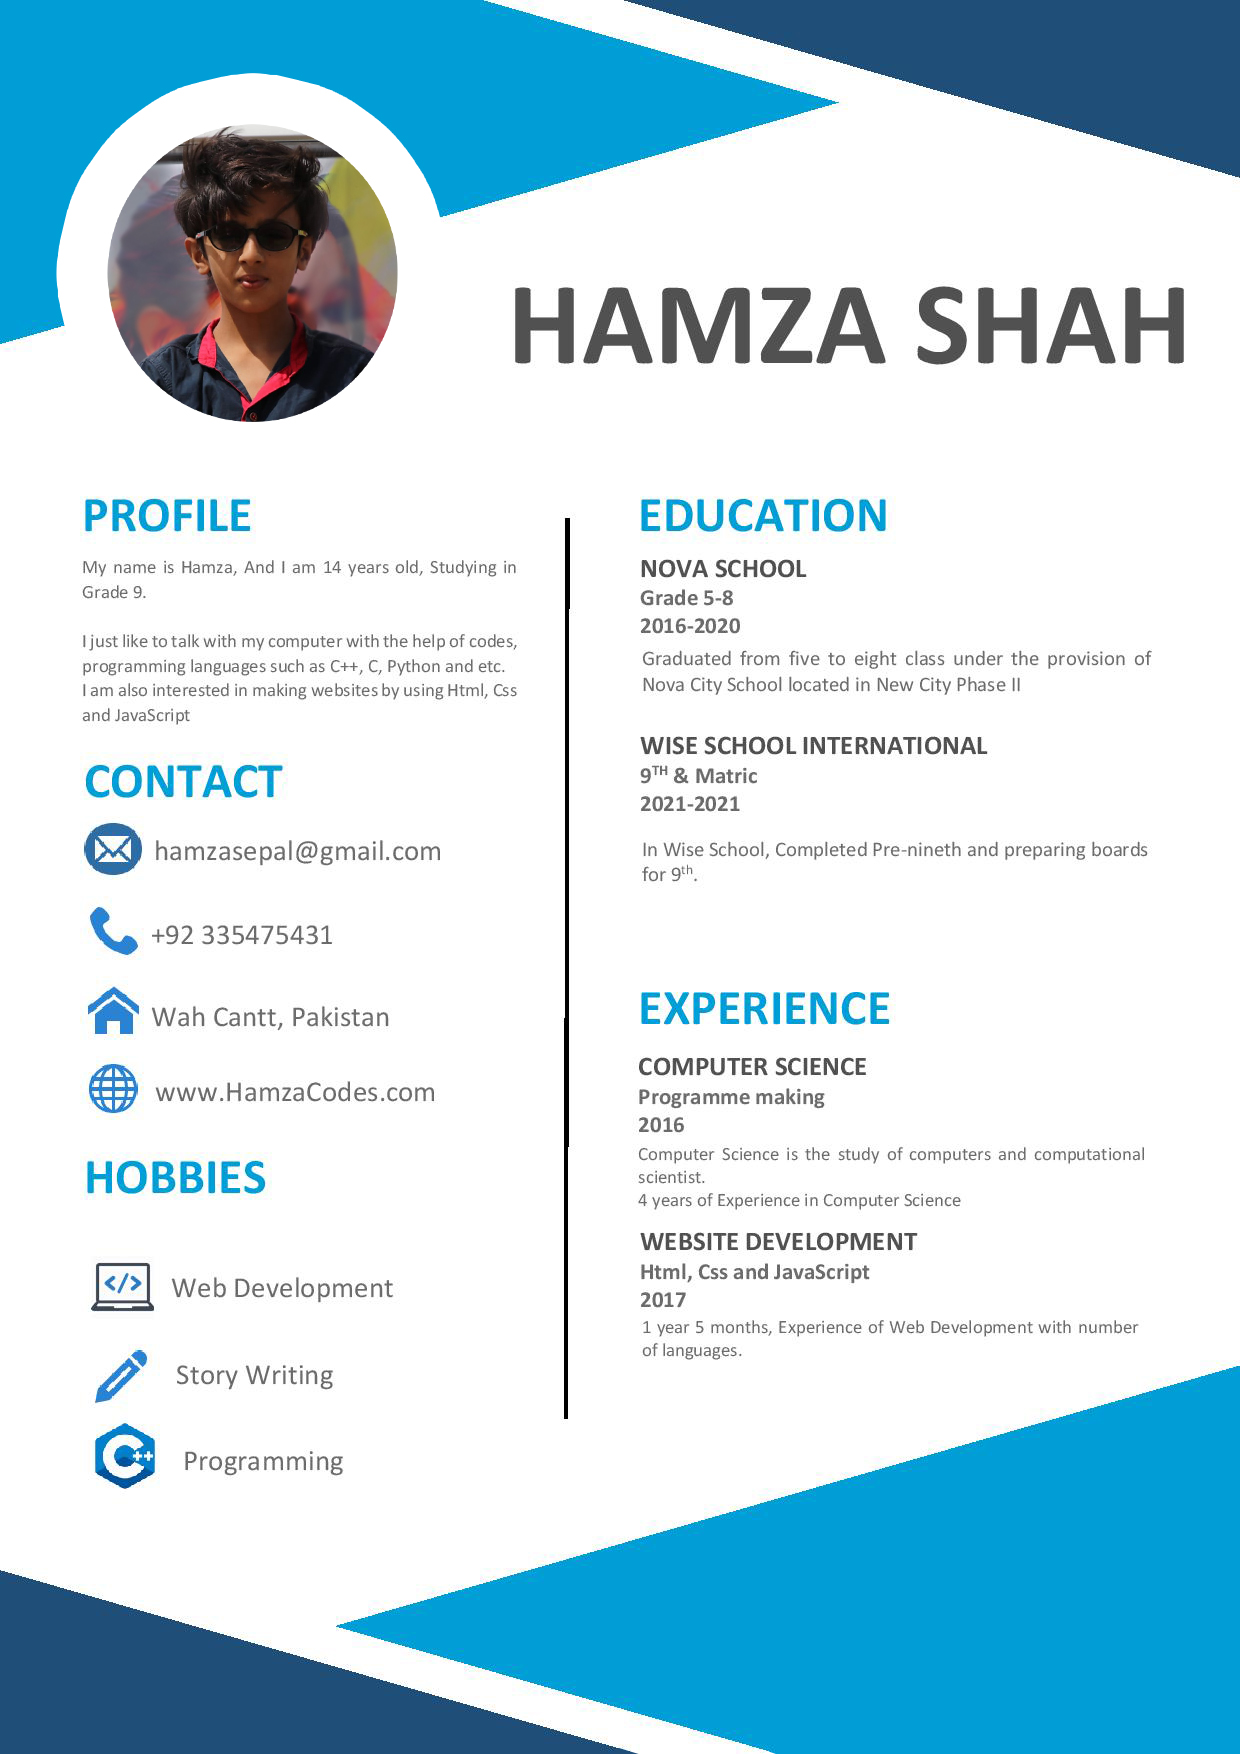 HAMZA SHAH
PROFILE
My name is Hamza, And I am 14 years old, Studying in
Grade 9.
I just like to talk with my computer with the help of codes,
programming languages such as C++, C, Python and etc.
I am also interested in making websites by using Html, Css
and JavaScript
CONTACT
hamzasepal@gmail.com
+92 335475431
Wah Cantt, Pakistan
www.HamzaCodes.com
HOBBIES
</>
Web Development
Story Writing
C++
Programming
EDUCATION
NOVA SCHOOL
Grade 5-8
2016-2020
Graduated from five to eight class under the provision of
Nova City School located in New City Phase II
WISE SCHOOL INTERNATIONAL
9TH & Matric
2021-2021
In Wise School, Completed Pre-nineth and preparing boards
for 9th.
EXPERIENCE
COMPUTER SCIENCE
Programme making
2016
Computer Science is the study of computers and computational
scientist.
4 years of Experience in Computer Science
WEBSITE DEVELOPMENT
Html, Css and JavaScript
2017
1 year 5 months, Experience of Web Development with number
of languages.